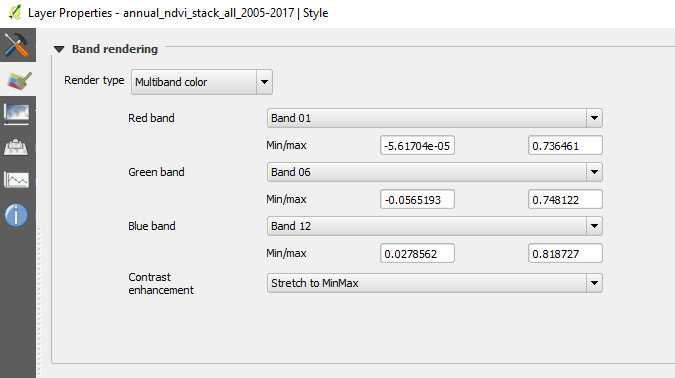 Layer Properties - annual_ndvi_stack_all_2005-2017 | Style
Band rendering
Render type Multiband color
Red band Band 01
Min/max -5.61704e-05 0.736461
Green band Band 06
Min/max -0.0565193 0.748122
Blue band Band 12
Min/max 0.0278562 0.818727
Contrast
enhancement Stretch to MinMax